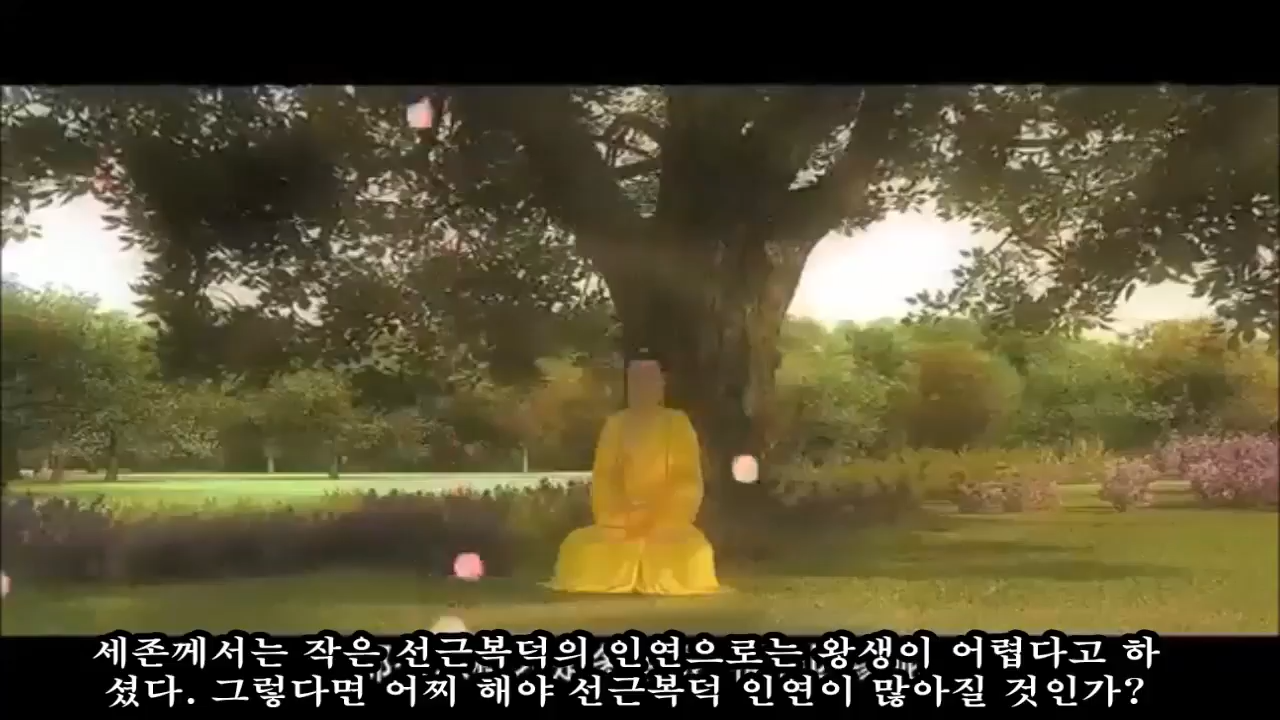 세존께서는 작은 선근복덕의 인연으로는 왕생이 어렵다고 하
셨다. 그렇다면 어찌 해야 선근복덕 인연이 많아질 것인가?